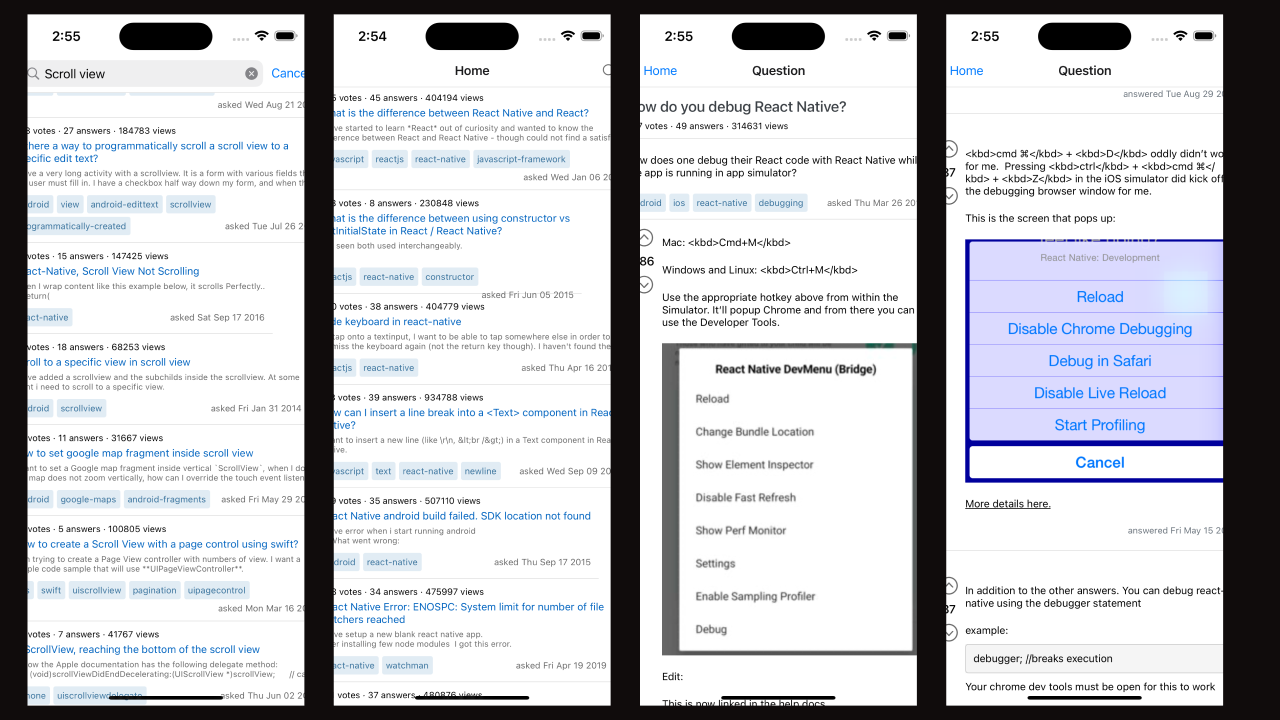 2:55
Scroll view
Cance
asked Wed Aug 21 20
votes · 27 answers · 184783 views
here a way to programmatically scroll a scroll view to a
ecific edit text?
ve a very long activity with a scrollview. It is a form with various fields th
user must fill in. I have a checkbox half way down my form, and when th
droid view android-edittext scrollview
ogrammatically-created
asked Tue Jul 26 2
votes · 15 answers · 147425 views
act-Native, Scroll View Not Scrolling
en I wrap content like this example below, it scrolls Perfectly..
eturn(
act-native
asked Sat Sep 17 2016
votes · 18 answers · 68253 views
roll to a specific view in scroll view
ve added a scrollview and the subchilds inside the scrollview. At some
nt i need to scroll to a specific view.
droid scrollview
asked Fri Jan 31 2014
votes · 11 answers · 31667 views
w to set google map fragment inside scroll view
ant to set a Google map fragment inside vertical `ScrollView`, when I do
map does not zoom vertically, how can I override the touch event listen
droid google-maps android-fragments asked Fri May 29 20
votes · 5 answers · 100805 views
w to create a Scroll View with a page control using swift?
trying to create a Page View controller with numbers of view. I want a
ple code sample that will use **UIPageViewController**.
s swift uiscrollview pagination uipagecontrol
asked Mon Mar 16 20
votes · 7 answers · 41767 views
ScrollView, reaching the bottom of the scroll view
ow the Apple documentation has the following delegate method:
(void)scrollViewDidEndDecelerating:(UIScrollView *)scrollView; // ca
hone uiscrollviewdelegate asked Thu Jun 02 2
2:54
Home
5 votes · 45 answers · 404194 views
hat is the difference between React Native and React?
ve started to learn *React* out of curiosity and wanted to know the
erence between React and React Native - though could not find a satisf
vascript reactjs react-native javascript-framework
asked Wed Jan 06 20
votes · 8 answers · 230848 views
hat is the difference between using constructor vs
tInitialState in React / React Native?
seen both used interchangeably.
actjs react-native constructor
asked Fri Jun 05 2015
0 votes · 38 answers · 404779 views
de keyboard in react-native
tap onto a textinput, I want to be able to tap somewhere else in order to
miss the keyboard again (not the return key though). I haven't found the
actjs react-native asked Thu Apr 16 201
votes · 39 answers · 934788 views
w can I insert a line break into a <Text> component in Reac
tive?
ant to insert a new line (like \r\n, &lt;br /&gt;) in a Text component in Rea
ve.
vascript text react-native newline asked Wed Sep 09 20
votes · 35 answers · 507110 views
act Native android build failed. SDK location not found
ve error when i start running android
What went wrong:
droid react-native asked Thu Sep 17 2015
votes · 34 answers · 475997 views
act Native Error: ENOSPC: System limit for number of file
tchers reached
ve setup a new blank react native app.
er installing few node modules I got this error.
act-native watchman asked Fri Apr 19 2019
votes · 37 answers · 480876 views
2:55
Home Question
ow do you debug React Native?
7 votes · 49 answers · 314631 views
w does one debug their React code with React Native whil
e app is running in app simulator?
droid ios react-native debugging asked Thu Mar 26 201
86
Mac: <kbd>Cmd+M</kbd>
Windows and Linux: <kbd>Ctrl+M</kbd>
Use the appropriate hotkey above from within the
Simulator. It'll popup Chrome and from there you can
use the Developer Tools.
React Native DevMenu (Bridge)
Reload
Change Bundle Location
Show Element Inspector
Disable Fast Refresh
Show Perf Monitor
Settings
Enable Sampling Profiler
Debug
Edit:
This is now linked in the help docs
2:55
Home Question
answered Tue Aug 29 20
37
<kbd>cmd ⌘</kbd> + <kbd>D</kbd> oddly didn't wo
for me. Pressing <kbd>ctrl</kbd> + <kbd>cmd ⌘</
kbd> + <kbd>Z</kbd> in the iOS simulator did kick off
the debugging browser window for me.
This is the screen that pops up:
React Native: Development
Reload
Disable Chrome Debugging
Debug in Safari
Disable Live Reload
Start Profiling
Cancel
More details here.
answered Fri May 15 20
37
In addition to the other answers. You can debug react-
native using the debugger statement
example:
debugger; //breaks execution
Your chrome dev tools must be open for this to work